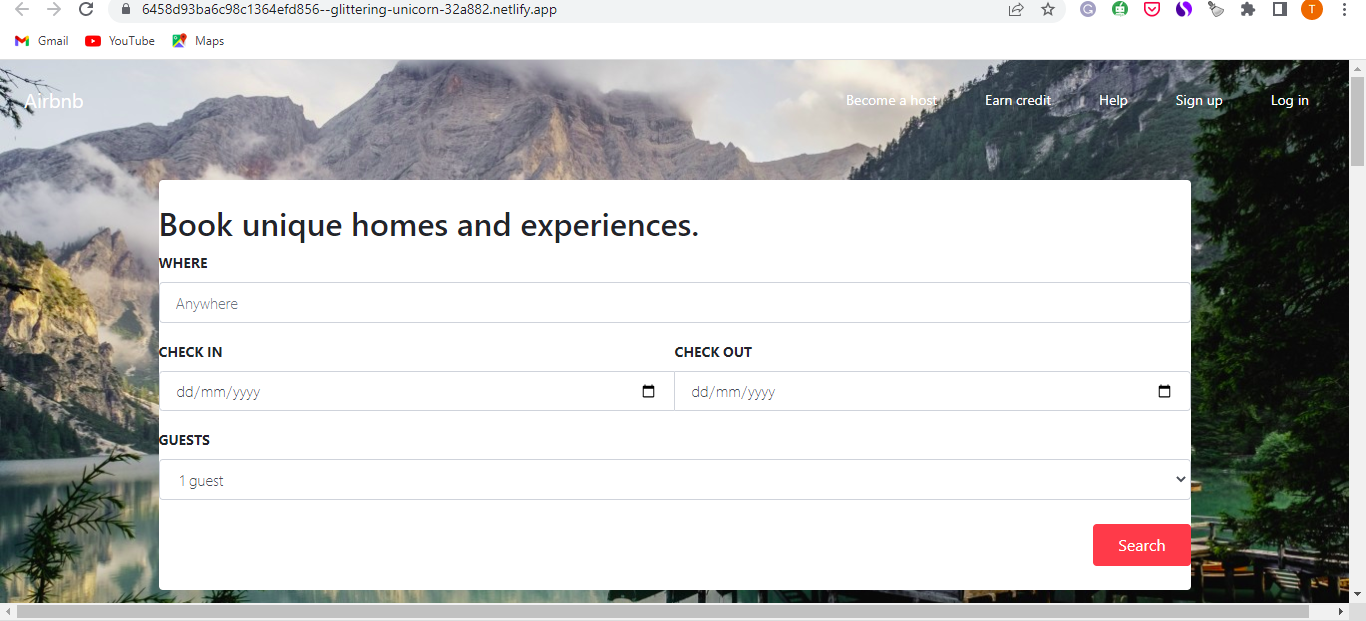 6458d93ba6c98c1364efd856--glittering-unicorn-32a882.netlify.app
T
Gmail YouTube Maps
Airbnb Become a host Earn credit Help Sign up Log in
Book unique homes and experiences.
WHERE
Anywhere
CHECK IN CHECK OUT
dd/mm/yyyy dd/mm/yyyy
GUESTS
1 guest
Search